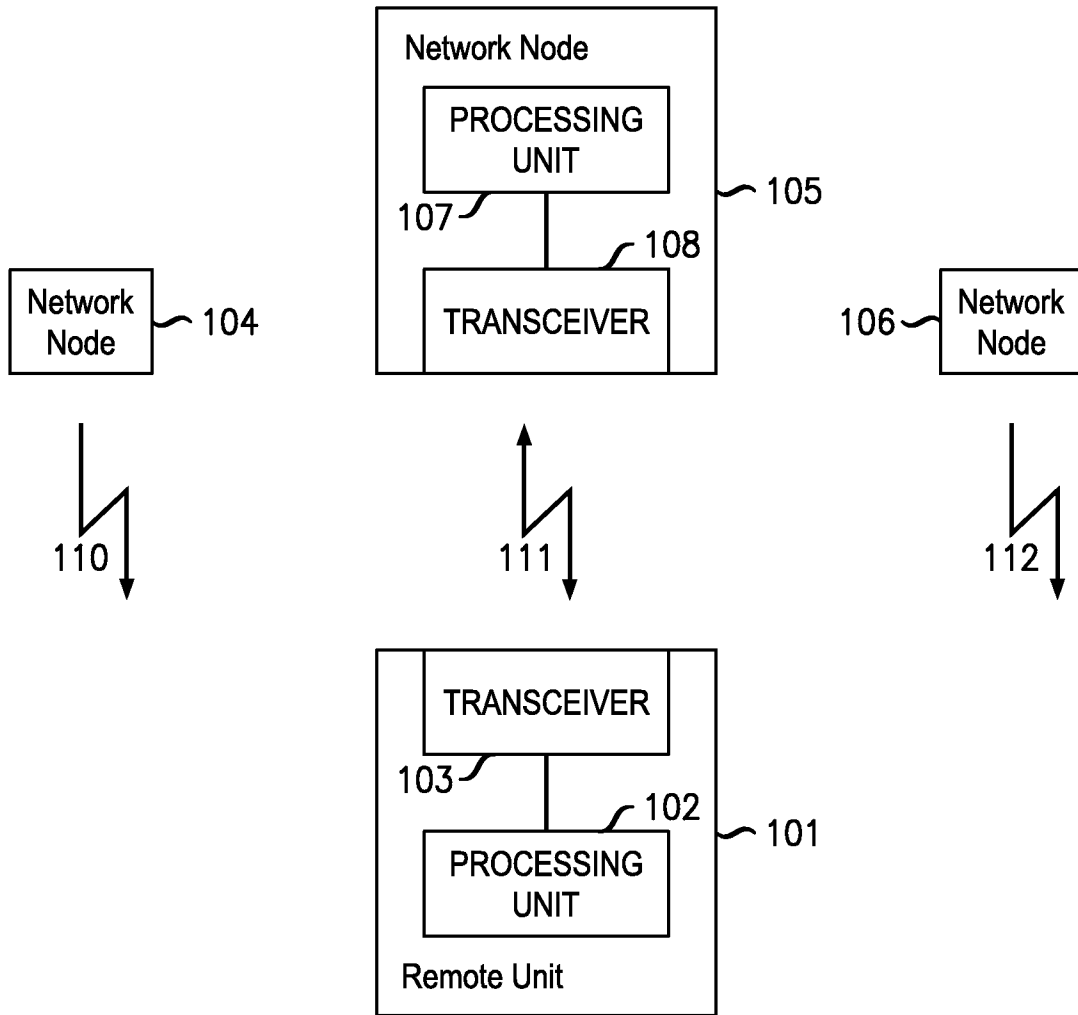 Network Node
PROCESSING
UNIT
105
107
108
Network
Node
104
TRANSCEIVER
106
Network
Node
110
111
112
TRANSCEIVER
103
102
101
PROCESSING
UNIT
Remote Unit